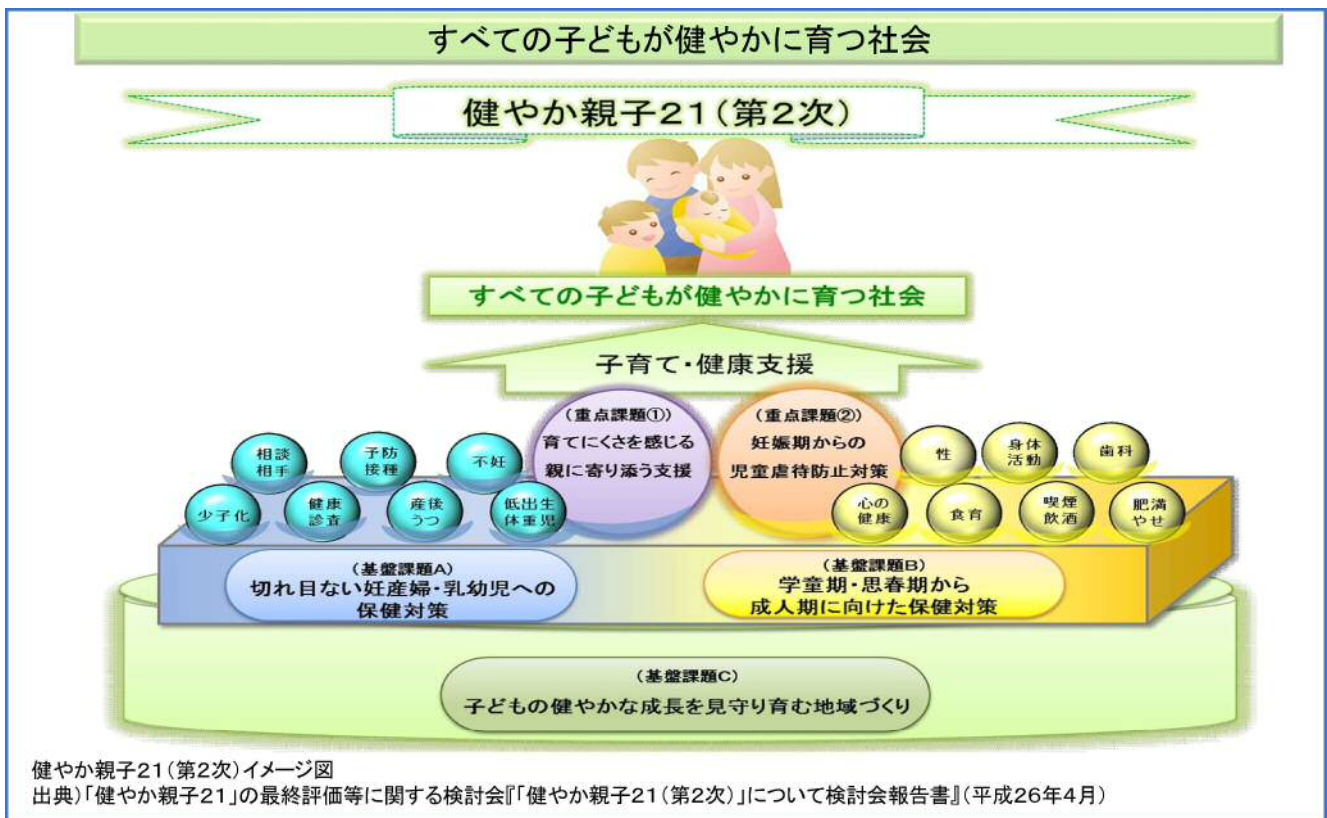 すべての子どもが健やかに育つ社会
健やか親子21(第2次)
すべての子どもが健やかに育つ社会
子育て・健康支援
(重点課題①)
育てにくさを感じる
親に寄り添う支援
(重点課題②)
妊娠期からの
児童虐待防止対策
相談
相手
予防
接種
不妊
少子化
健康
診査
産後
うつ
低出生
体重児
性
身体
活動
歯科
心の
健康
食育
喫煙
飲酒
肥満
やせ
(基盤課題A)
切れ目ない妊産婦・乳幼児への
保健対策
(基盤課題B)
学童期・思春期から
成人期に向けた保健対策
(基盤課題C)
子どもの健やかな成長を見守り育む地域づくり
健やか親子21(第2次)イメージ図
出典)「健やか親子21」の最終評価等に関する検討会『「健やか親子21(第2次)」について検討会報告書』(平成26年4月)